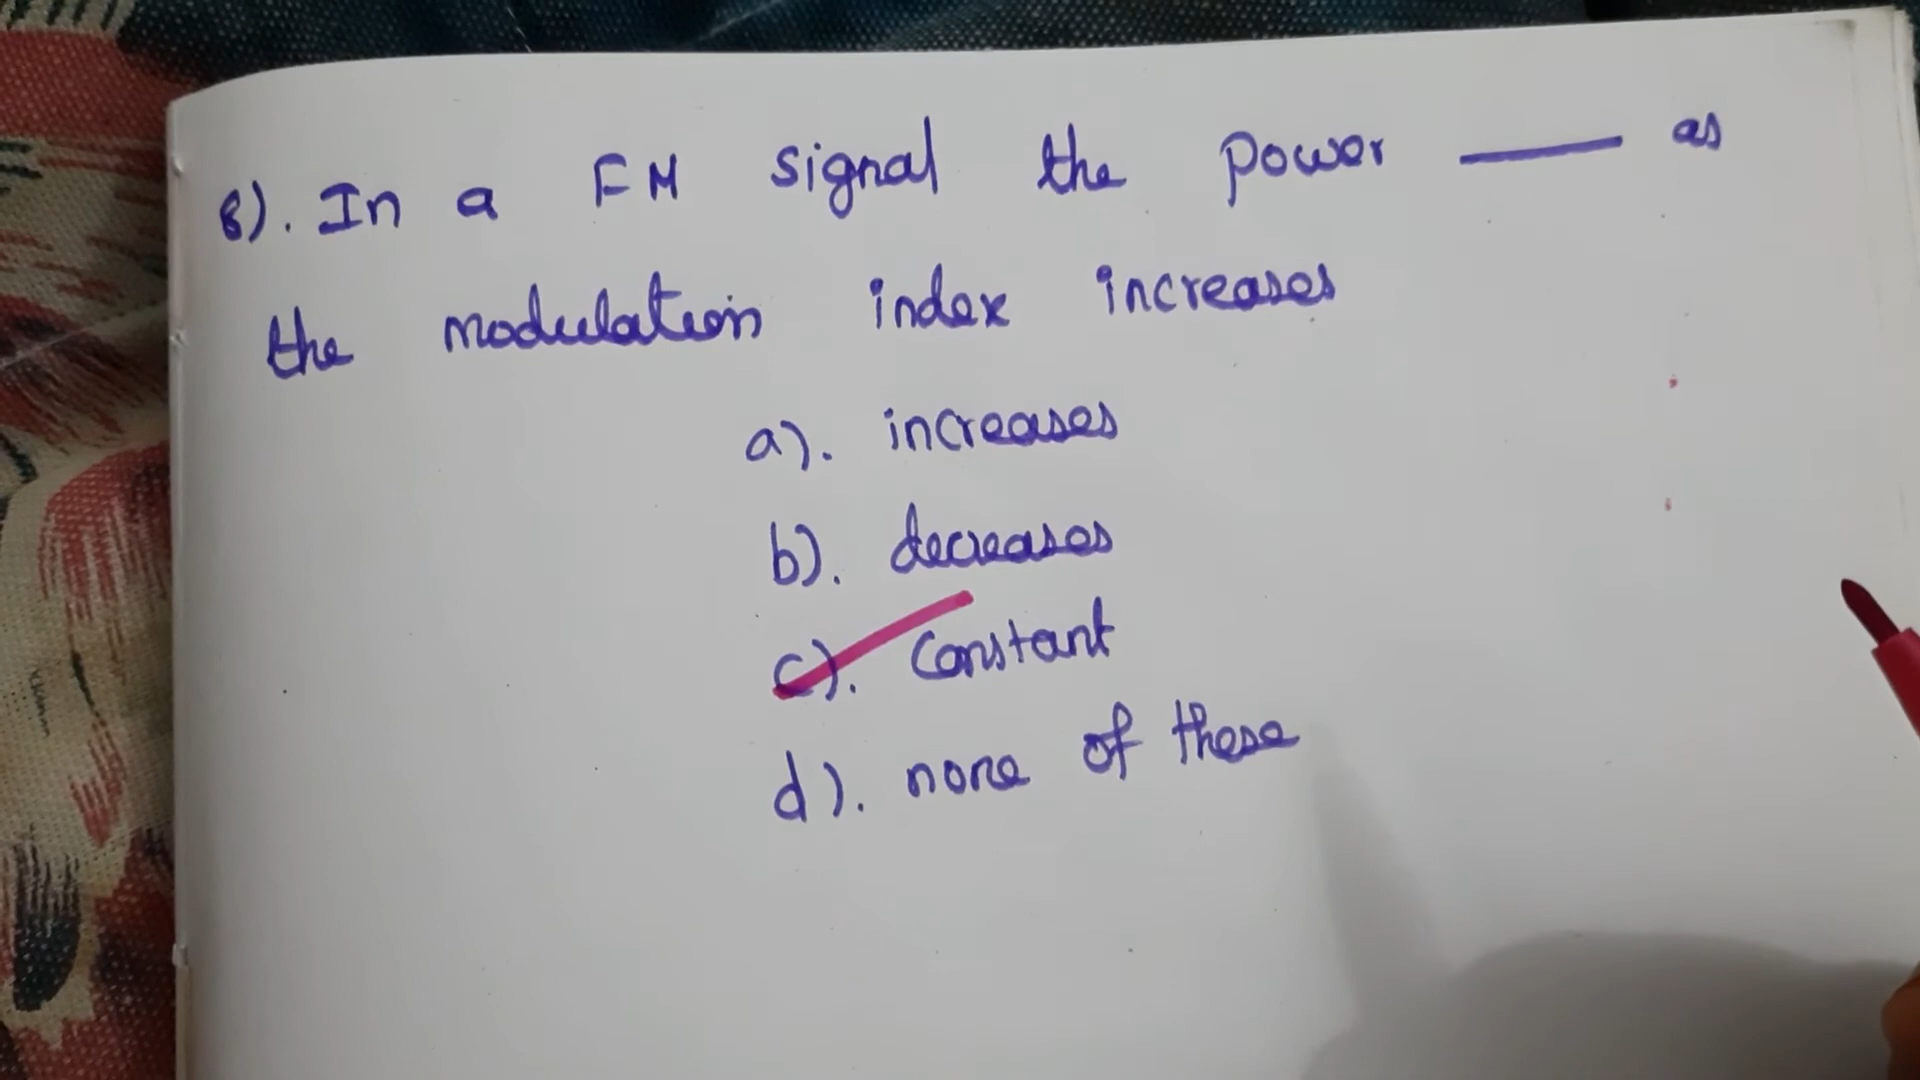 8). In a FM signal the power —— as
the modulation index increases
a). increases
b). decreases
c). Constant
d). none of these